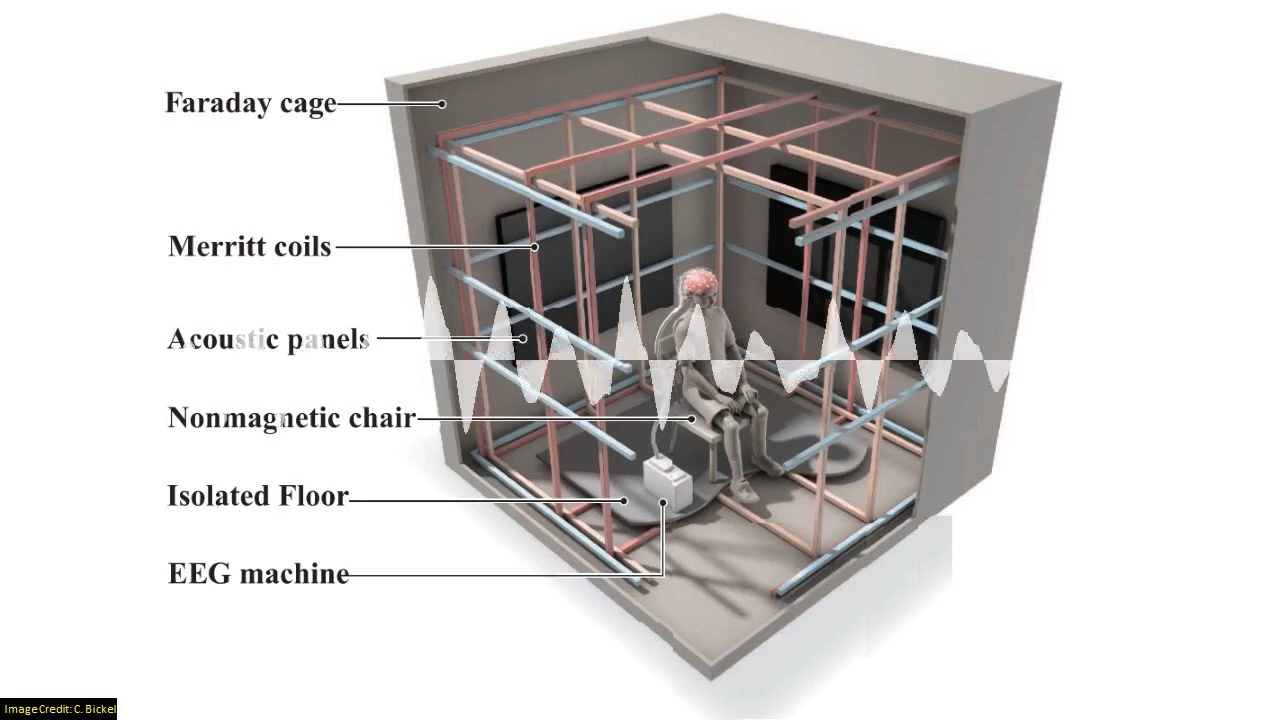 Faraday cage
Merritt coils
Acoustic panels
Nonmagnetic chair
Isolated Floor
EEG machine
Image Credit: C. Bickel